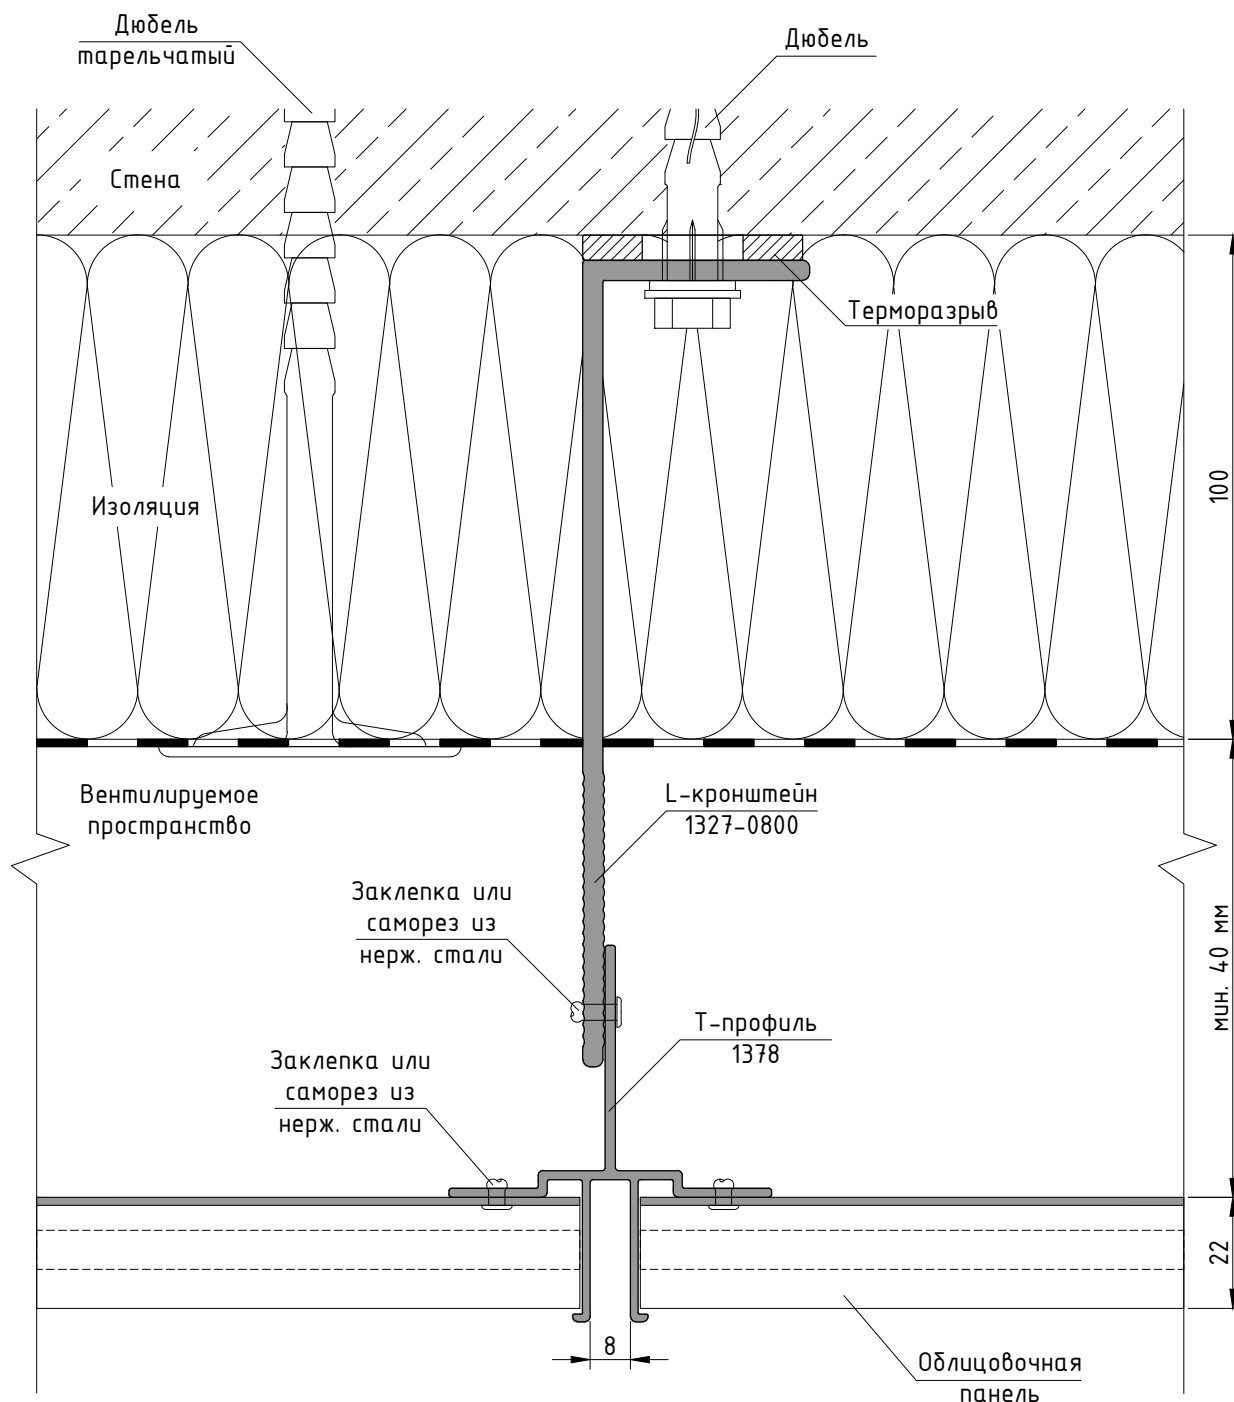 Дюбель
тарельчатый
Дюбель
Стена
Терморазрыв
Изоляция
100
Вентилируемое
пространство
L-кронштейн
1327-0800
Заклепка или
саморез из
нерж. стали
мин. 40 мм
Т-профиль
1378
Заклепка или
саморез из
нерж. стали
22
8
Облицовочная
панель